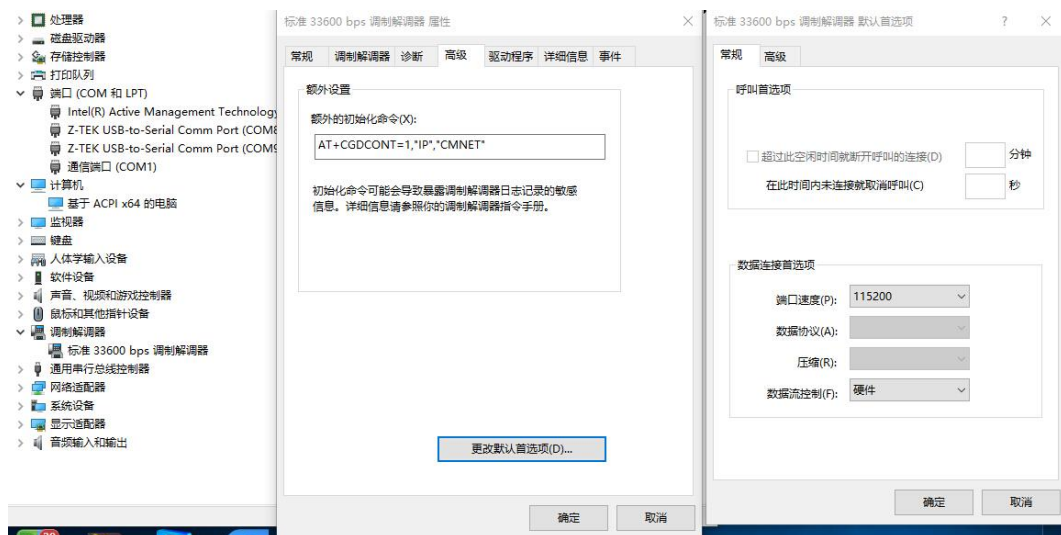 处理器
磁盘驱动器
存储控制器
打印队列
端口 (COM 和 LPT)
Intel(R) Active Management Technology
Z-TEK USB-to-Serial Comm Port (COM8
Z-TEK USB-to-Serial Comm Port (COM9
通信端口 (COM1)
计算机
基于 ACPI x64 的电脑
监视器
键盘
人体学输入设备
软件设备
声音、视频和游戏控制器
鼠标和其他指针设备
调制解调器
标准 33600 bps 调制解调器
通用串行总线控制器
网络适配器
系统设备
显示适配器
音频输入和输出
标准 33600 bps 调制解调器 属性
常规 调制解调器 诊断 高级 驱动程序 详细信息 事件
额外设置
额外的初始化命令(X):
AT+CGDCONT=1,"IP","CMNET"
初始化命令可能会导致暴露调制解调器日志记录的敏感
信息。详细信息请参照你的调制解调器指令手册。
更改默认首选项(D)...
确定 取消
标准 33600 bps 调制解调器 默认首选项 ?
常规 高级
呼叫首选项
超过此空闲时间就断开呼叫的连接(D) 分钟
在此时间内未连接就取消呼叫(C) 秒
数据连接首选项
端口速度(P): 115200
数据协议(A):
压缩(R):
数据流控制(F): 硬件
确定 取消